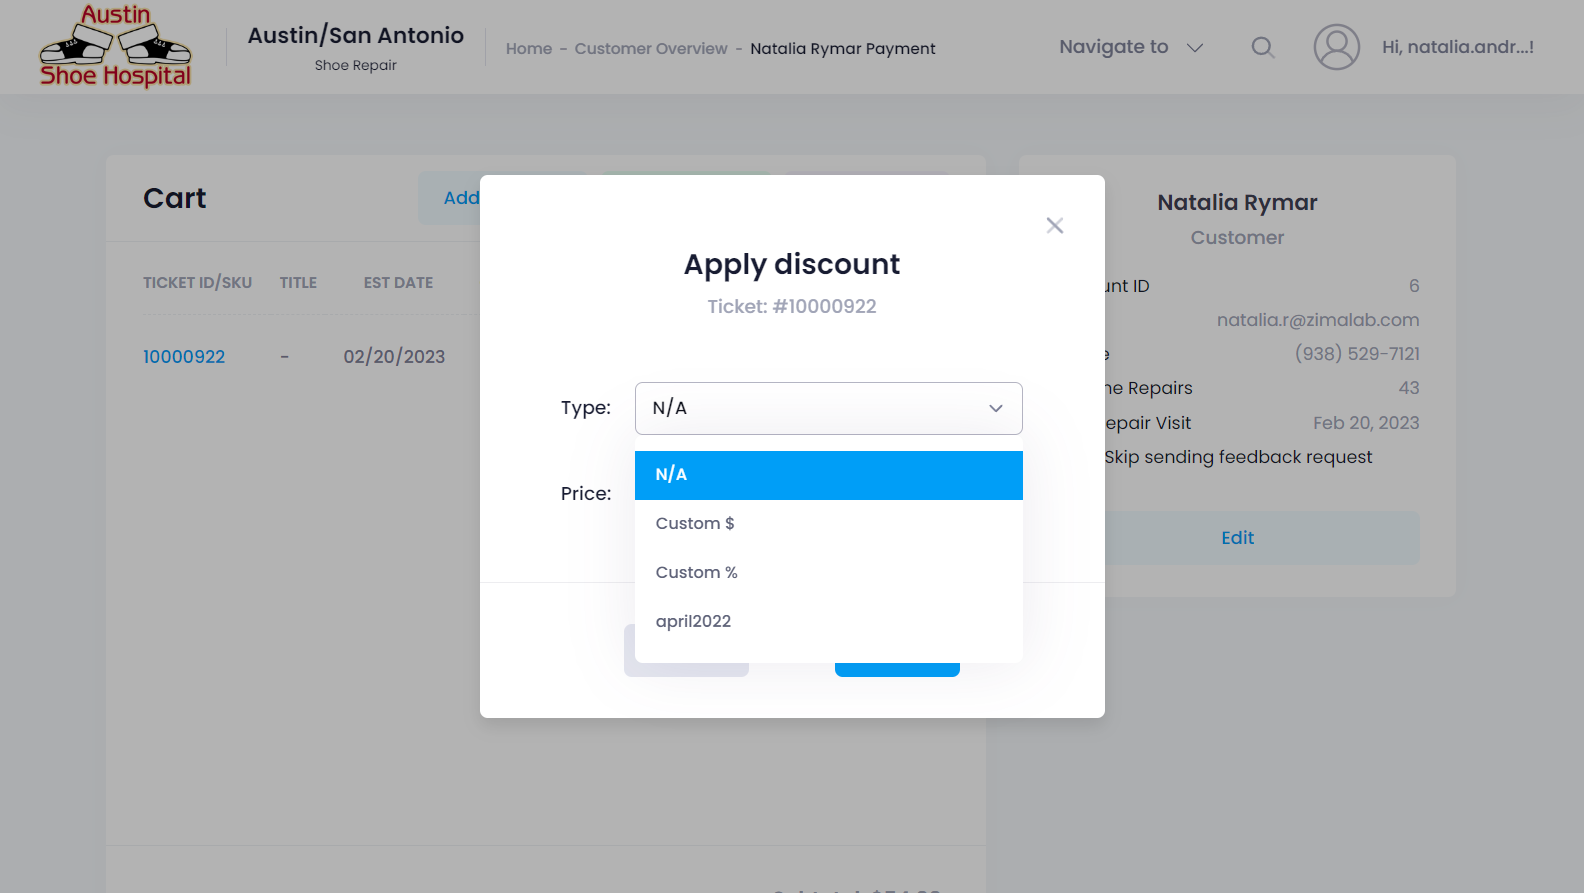 Austin
Shoe Hospital
Austin/San Antonio
Shoe Repair
Home - Customer Overview - Natalia Rymar Payment
Navigate to
Hi, natalia.andr...!
Cart
Add
TICKET ID/SKU TITLE EST DATE
10000922 - 02/20/2023
Apply discount
Ticket: #10000922
Type: N/A
N/A
Price:
Custom $
Custom %
april2022
Natalia Rymar
Customer
unt ID 6
natalia.r@zimalab.com
e (938) 529-7121
ne Repairs 43
epair Visit Feb 20, 2023
Skip sending feedback request
Edit